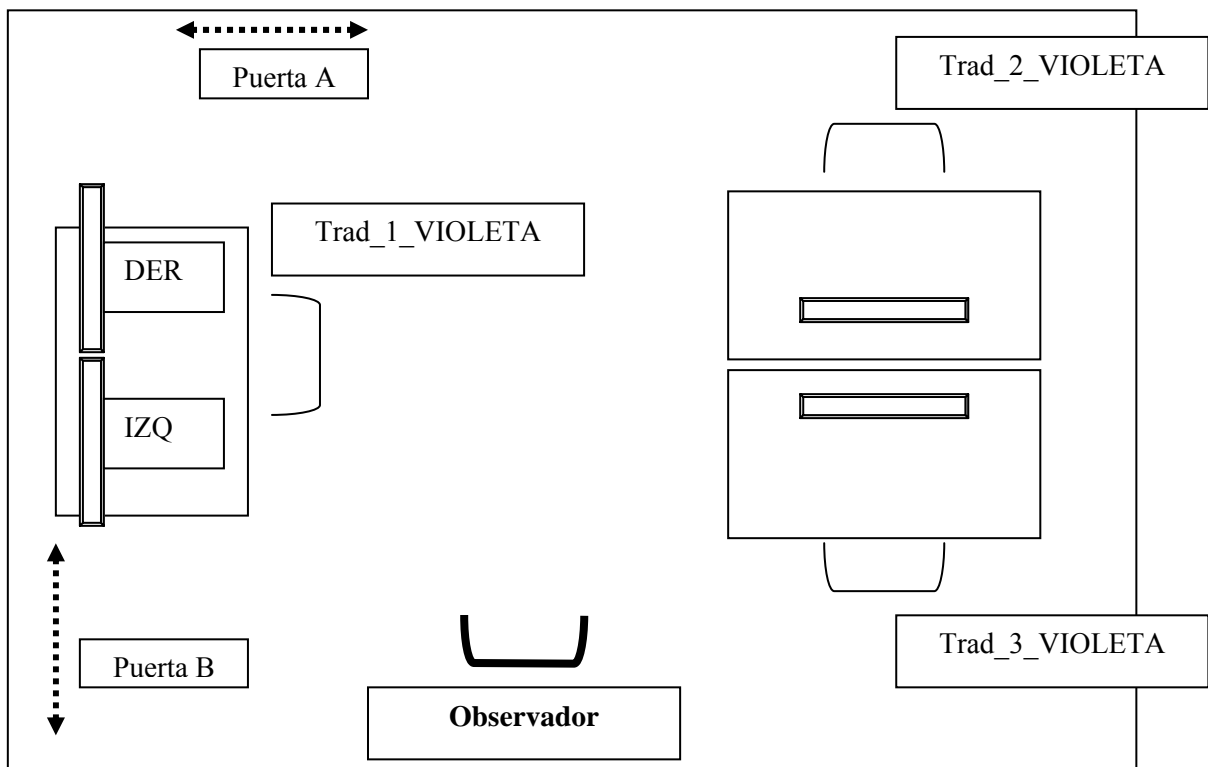 Puerta A
Trad_2_VIOLETA
Trad_1_VIOLETA
DER
IZQ
Puerta B
Trad_3_VIOLETA
Observador